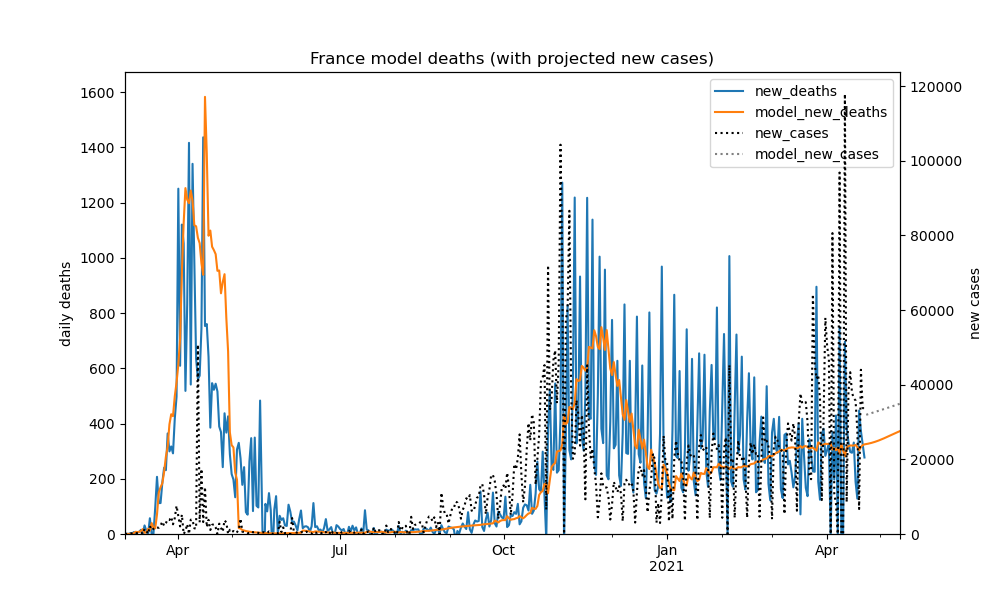 France model deaths (with projected new cases)
new_deaths
model_new_deaths
new_cases
model_new_cases
1600
1400
1200
1000
800
600
400
200
0
daily deaths
120000
100000
80000
60000
40000
20000
0
new cases
Apr
Jul
Oct
Jan
2021
Apr